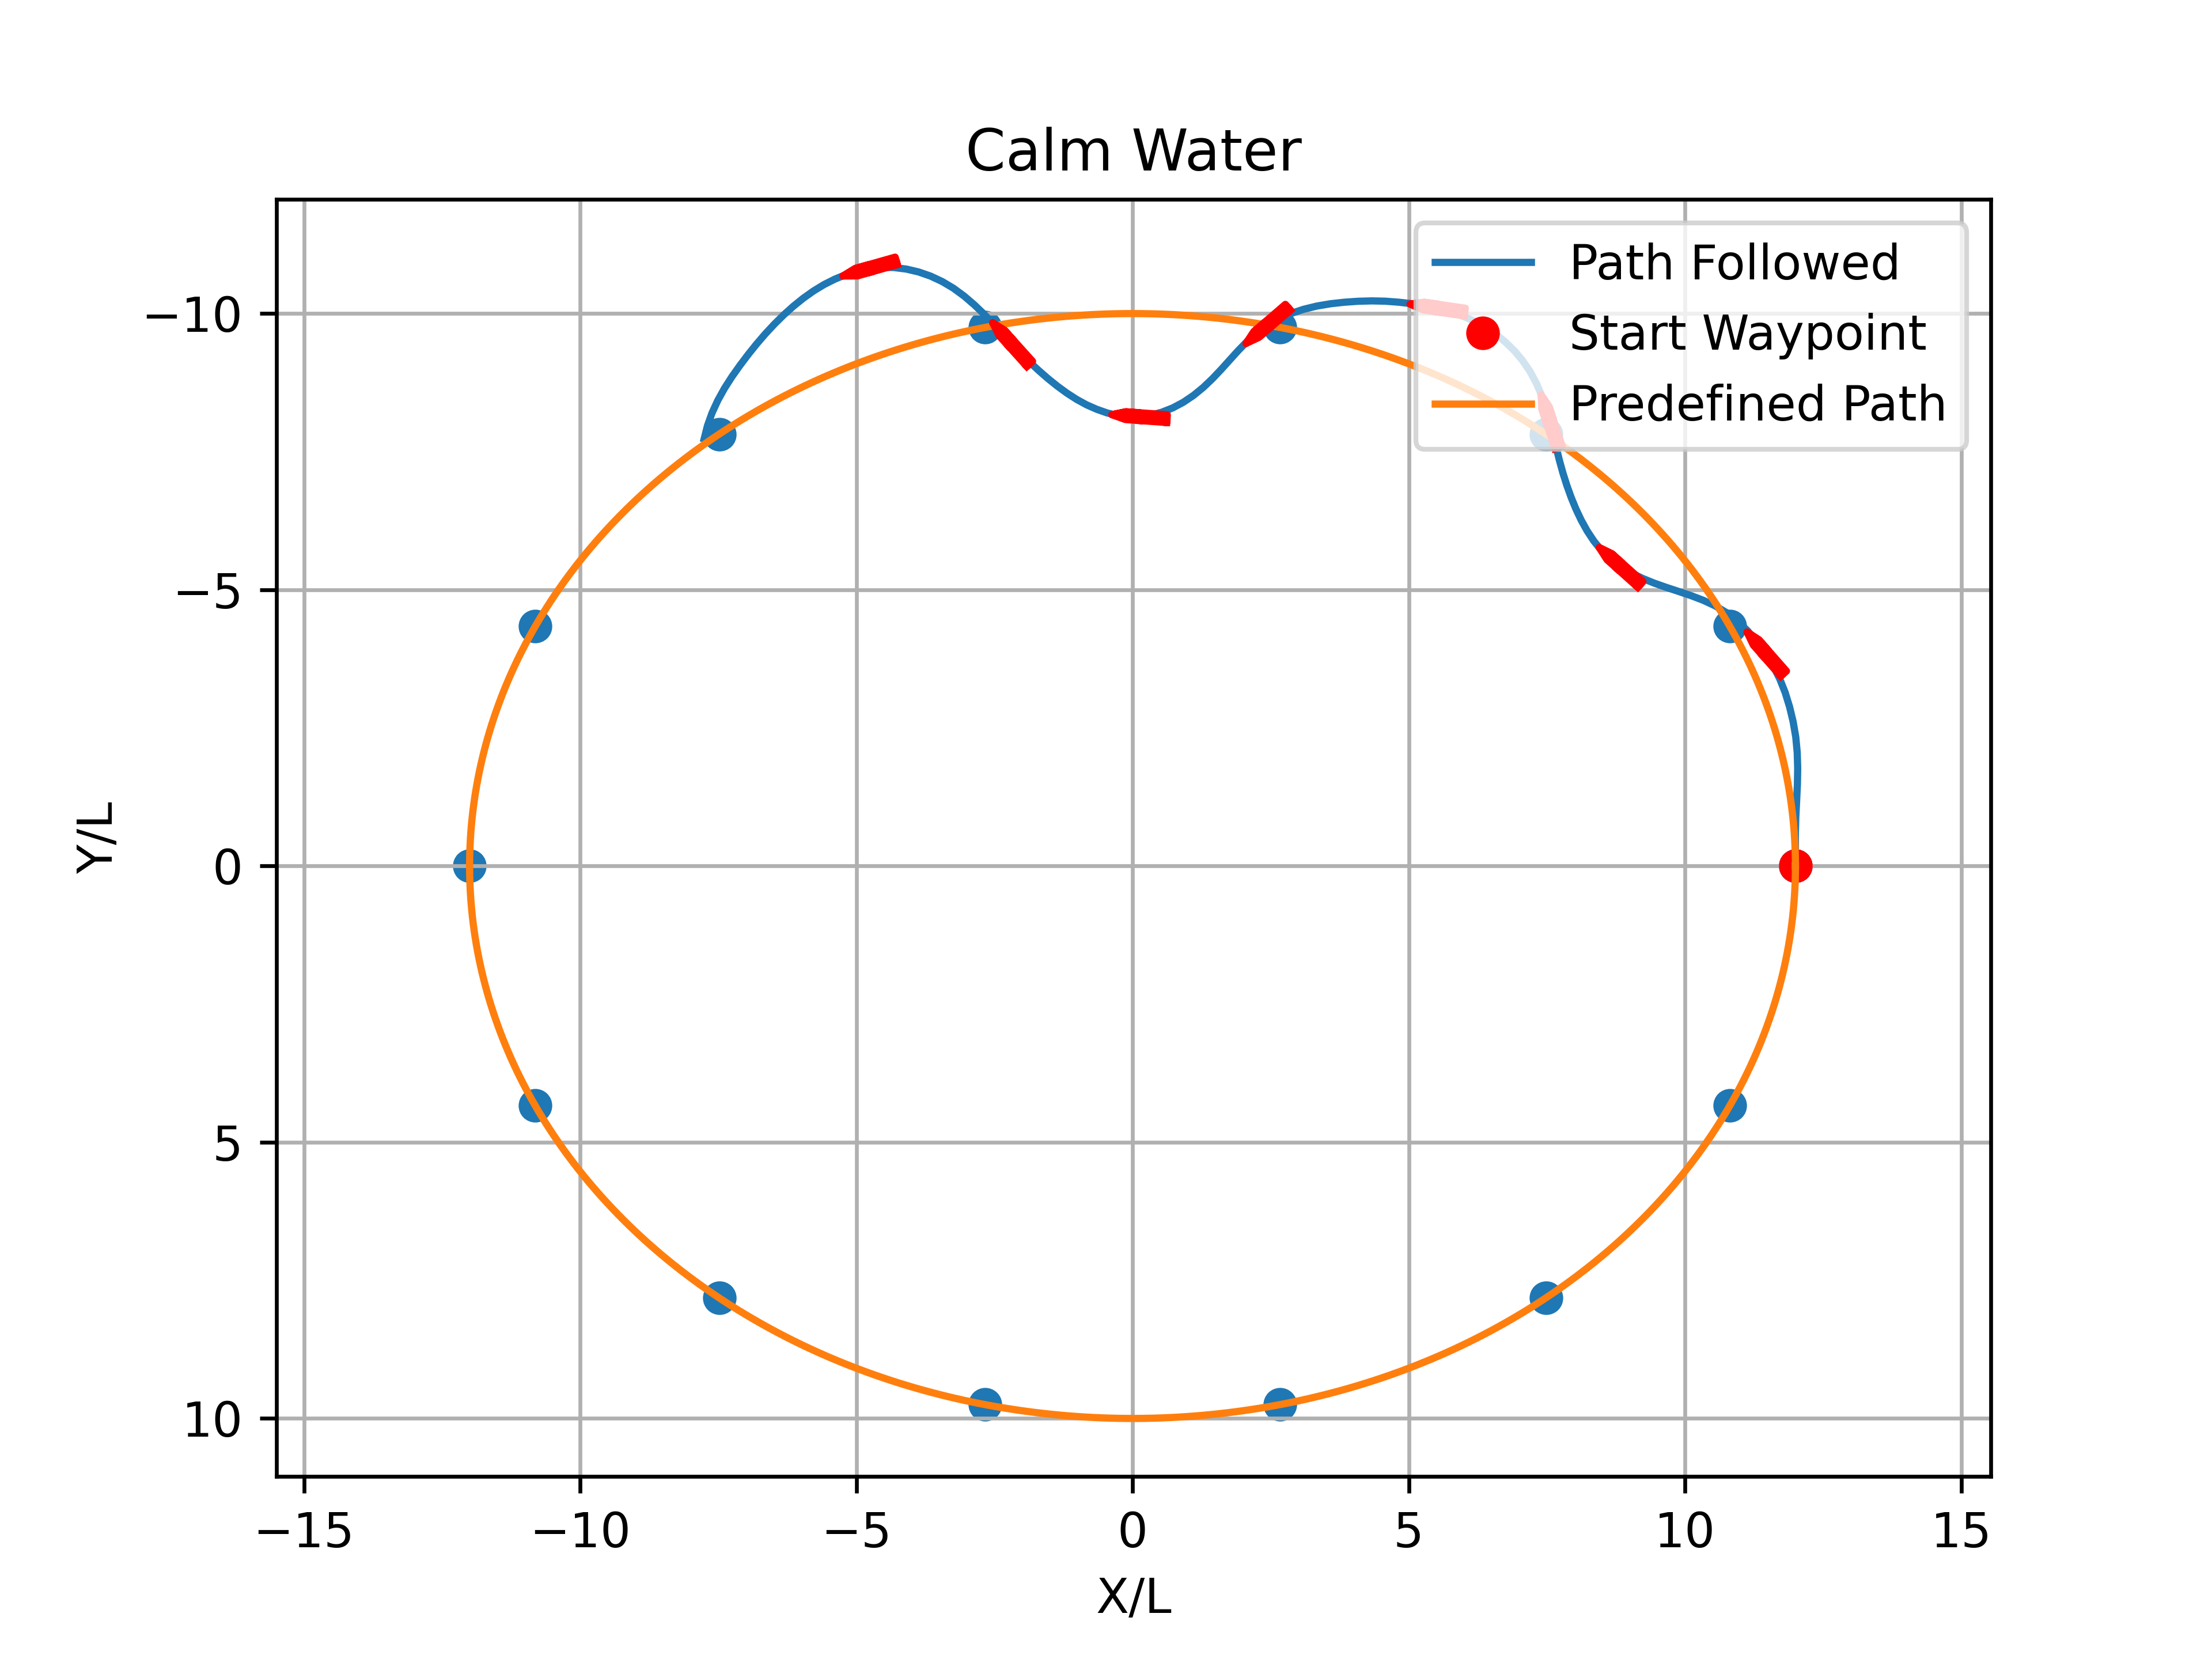 Calm Water
Path Followed
Start Waypoint
Predefined Path
−10
−5
0
5
10
Y/L
−15
−10
−5
0
5
10
15
X/L